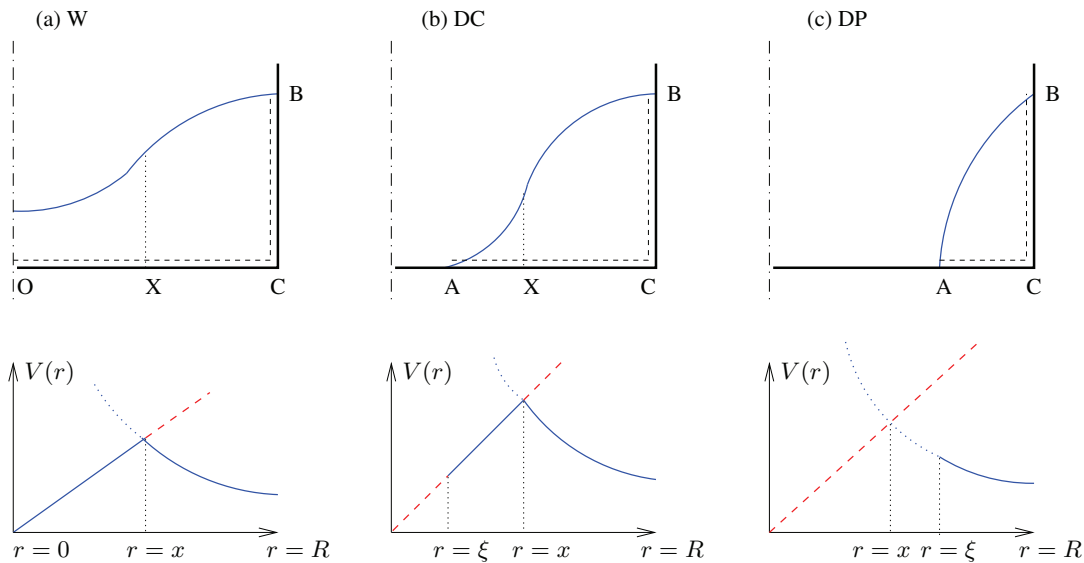 (a) W
(b) DC
(c) DP
B
B
B
O
X
C
A
X
C
A
C
V(r)
V(r)
V(r)
r = 0
r = x
r = R
r = ξ
r = x
r = R
r = x
r = ξ
r = R